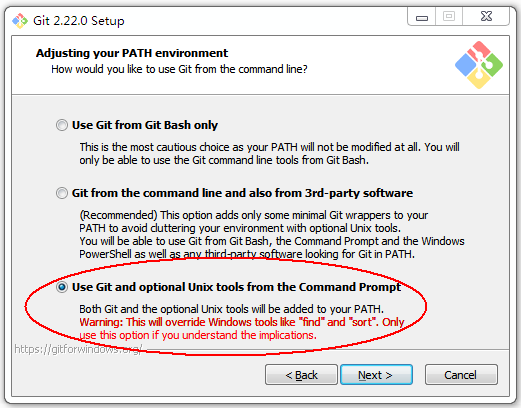 Git 2.22.0 Setup
Adjusting your PATH environment
How would you like to use Git from the command line?
Use Git from Git Bash only
This is the most cautious choice as your PATH will not be modified at all. You will
only be able to use the Git command line tools from Git Bash.
Git from the command line and also from 3rd-party software
(Recommended) This option adds only some minimal Git wrappers to your
PATH to avoid cluttering your environment with optional Unix tools.
You will be able to use Git from Git Bash, the Command Prompt and the Windows
PowerShell as well as any third-party software looking for Git in PATH.
Use Git and optional Unix tools from the Command Prompt
Both Git and the optional Unix tools will be added to your PATH.
Warning: This will override Windows tools like "find" and "sort". Only
use this option if you understand the implications.
https://gitforwindows.org/
< Back
Next >
Cancel